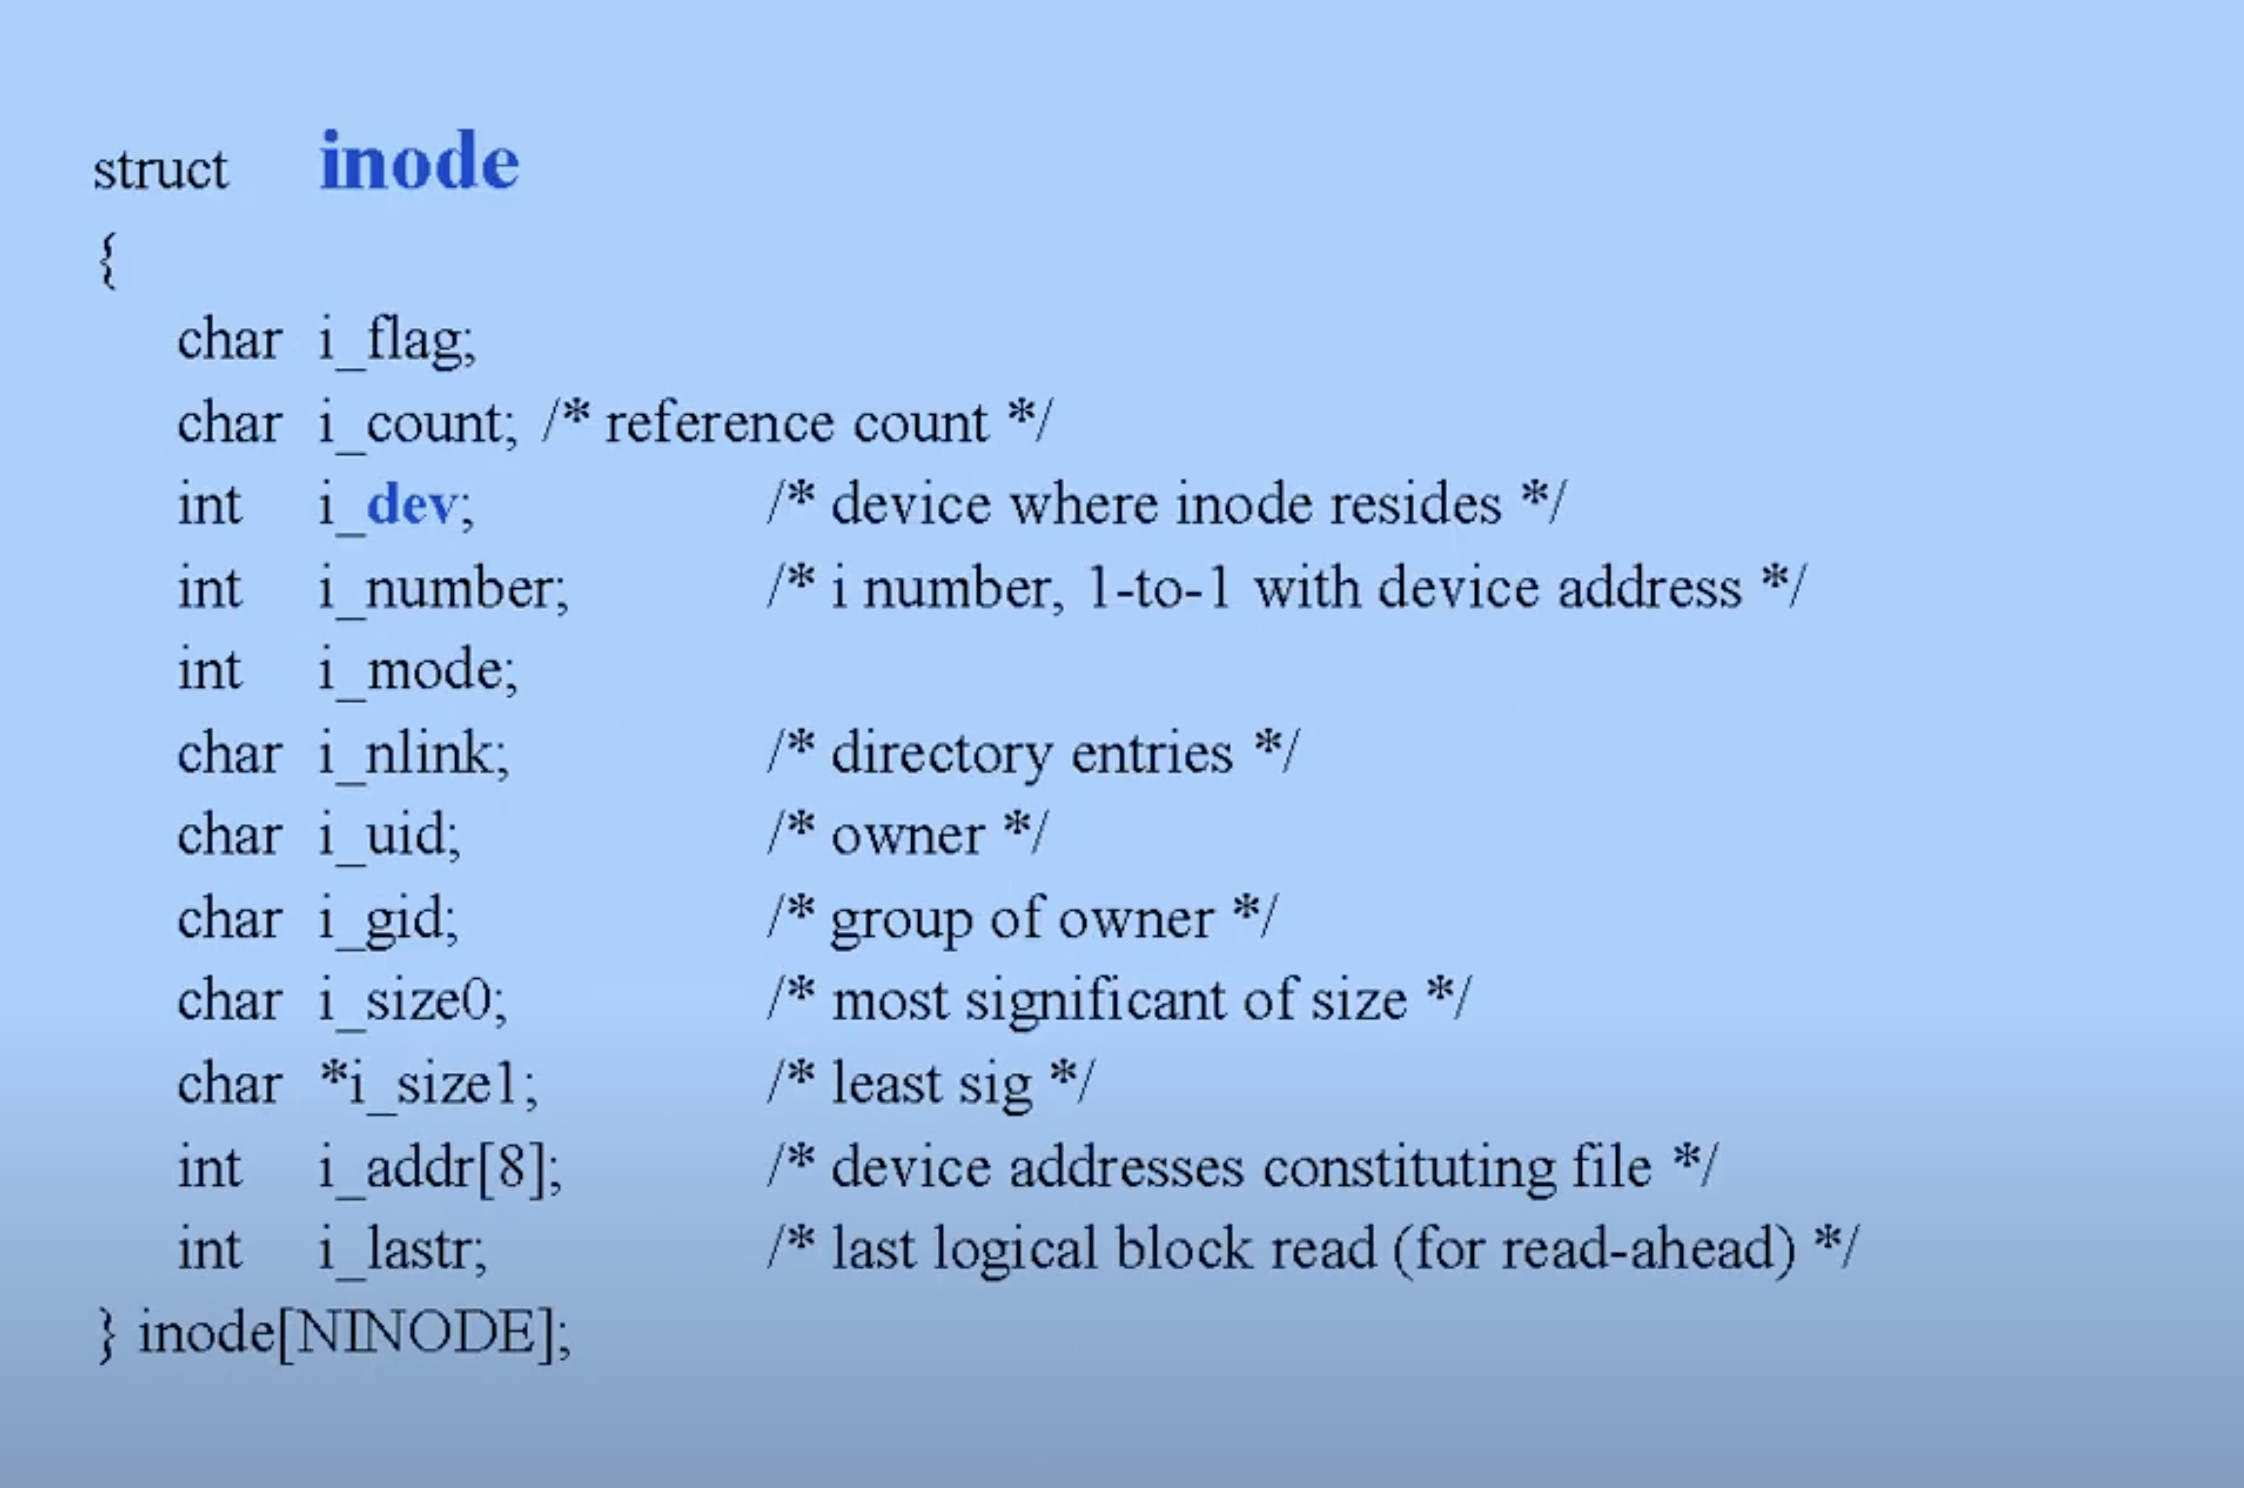 struct inode
{
char i_flag;
char i_count; /* reference count */
int i_dev; /* device where inode resides */
int i_number; /* i number, 1-to-1 with device address */
int i_mode;
char i_nlink; /* directory entries */
char i_uid; /* owner */
char i_gid; /* group of owner */
char i_size0; /* most significant of size */
char *i_size1; /* least sig */
int i_addr[8]; /* device addresses constituting file */
int i_lastr; /* last logical block read (for read-ahead) */
} inode[NINODE];